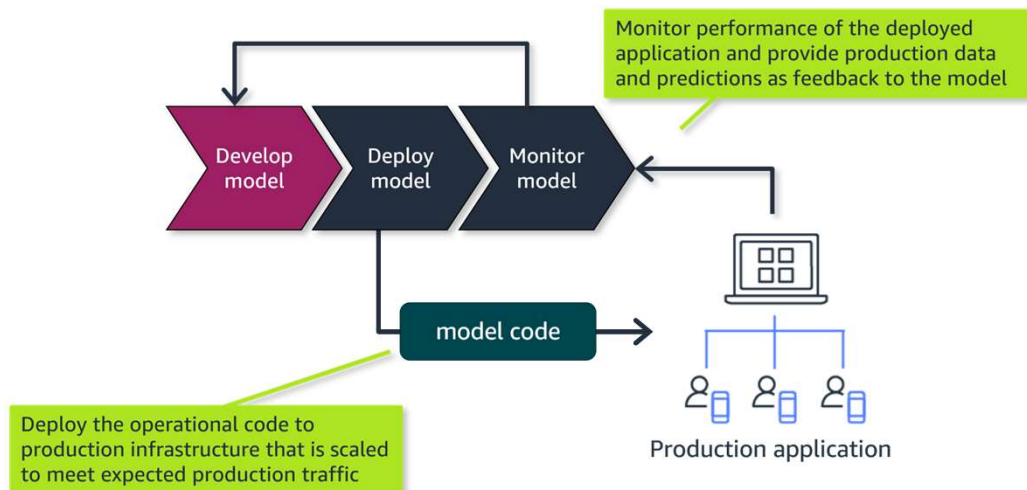 Monitor performance of the deployed
application and provide production data
and predictions as feedback to the model
Develop
model
Deploy
model
Monitor
model
model code
Deploy the operational code to
production infrastructure that is scaled
to meet expected production traffic
Production application